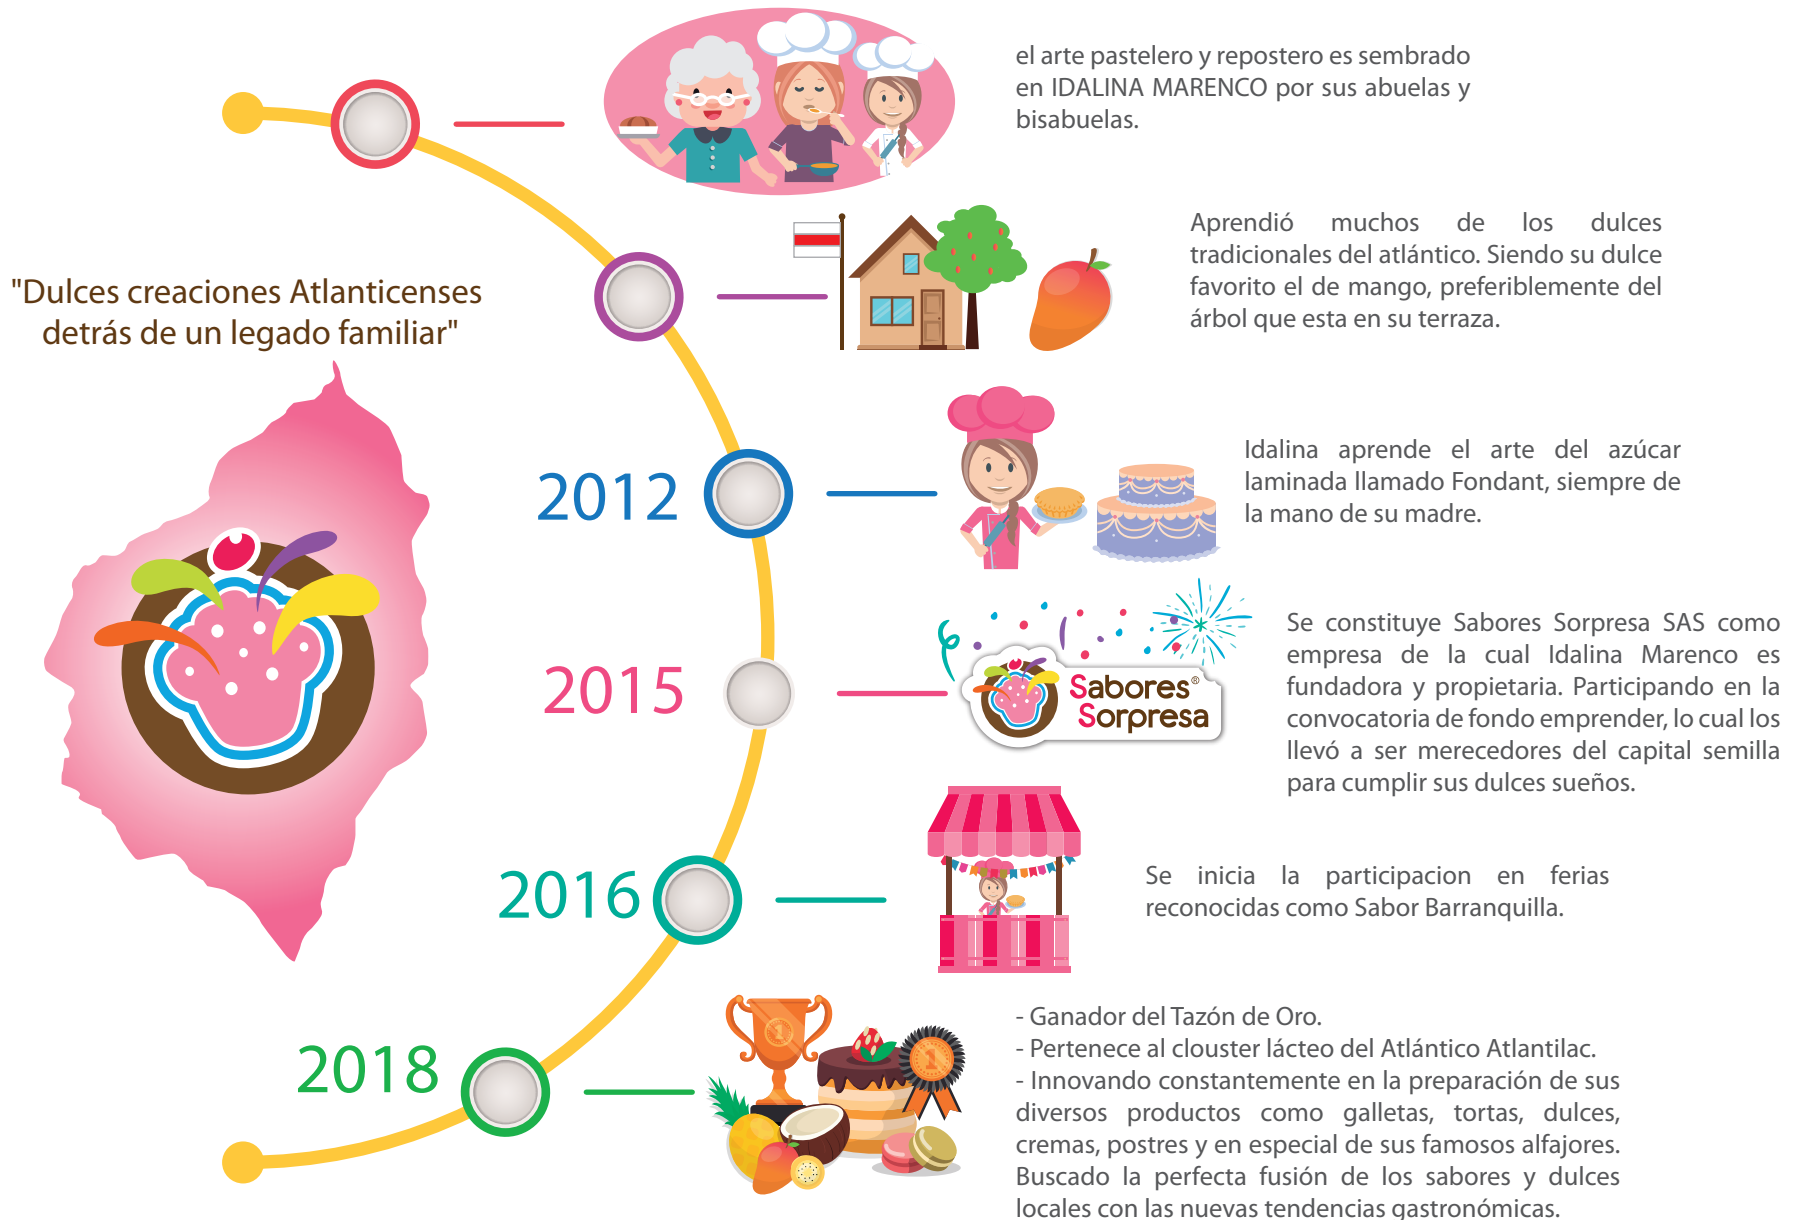 el arte pastelero y repostero es sembrado
en IDALINA MARENCO por sus abuelas y
bisabuelas.
Aprendió muchos de los dulces
tradicionales del atlántico. Siendo su dulce
favorito el de mango, preferiblemente del
árbol que esta en su terraza.
"Dulces creaciones Atlanticenses
detrás de un legado familiar"
2012
Idalina aprende el arte del azúcar
laminada llamado Fondant, siempre de
la mano de su madre.
2015
Sabores®
Sorpresa
Se constituye Sabores Sorpresa SAS como
empresa de la cual Idalina Marenco es
fundadora y propietaria. Participando en la
convocatoria de fondo emprender, lo cual los
llevó a ser merecedores del capital semilla
para cumplir sus dulces sueños.
2016
Se inicia la participacion en ferias
reconocidas como Sabor Barranquilla.
2018
1
1
- Ganador del Tazón de Oro.
- Pertenece al clouster lácteo del Atlántico Atlantilac.
- Innovando constantemente en la preparación de sus
diversos productos como galletas, tortas, dulces,
cremas, postres y en especial de sus famosos alfajores.
Buscado la perfecta fusión de los sabores y dulces
locales con las nuevas tendencias gastronómicas.